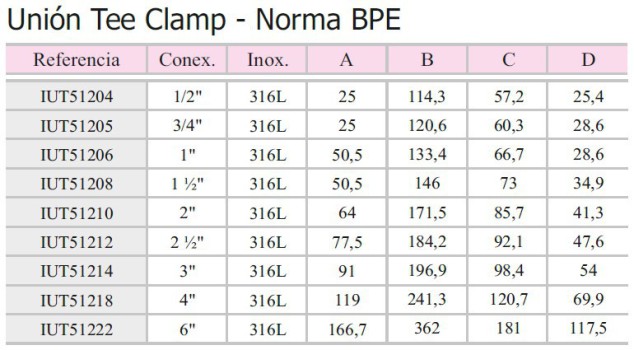 Unión Tee Clamp - Norma BPE
Referencia Conex. Inox. A B C D
IUT51204 1/2" 316L 25 114,3 57,2 25,4
IUT51205 3/4" 316L 25 120,6 60,3 28,6
IUT51206 1" 316L 50,5 133,4 66,7 28,6
IUT51208 1 ½" 316L 50,5 146 73 34,9
IUT51210 2" 316L 64 171,5 85,7 41,3
IUT51212 2 ½" 316L 77,5 184,2 92,1 47,6
IUT51214 3" 316L 91 196,9 98,4 54
IUT51218 4" 316L 119 241,3 120,7 69,9
IUT51222 6" 316L 166,7 362 181 117,5